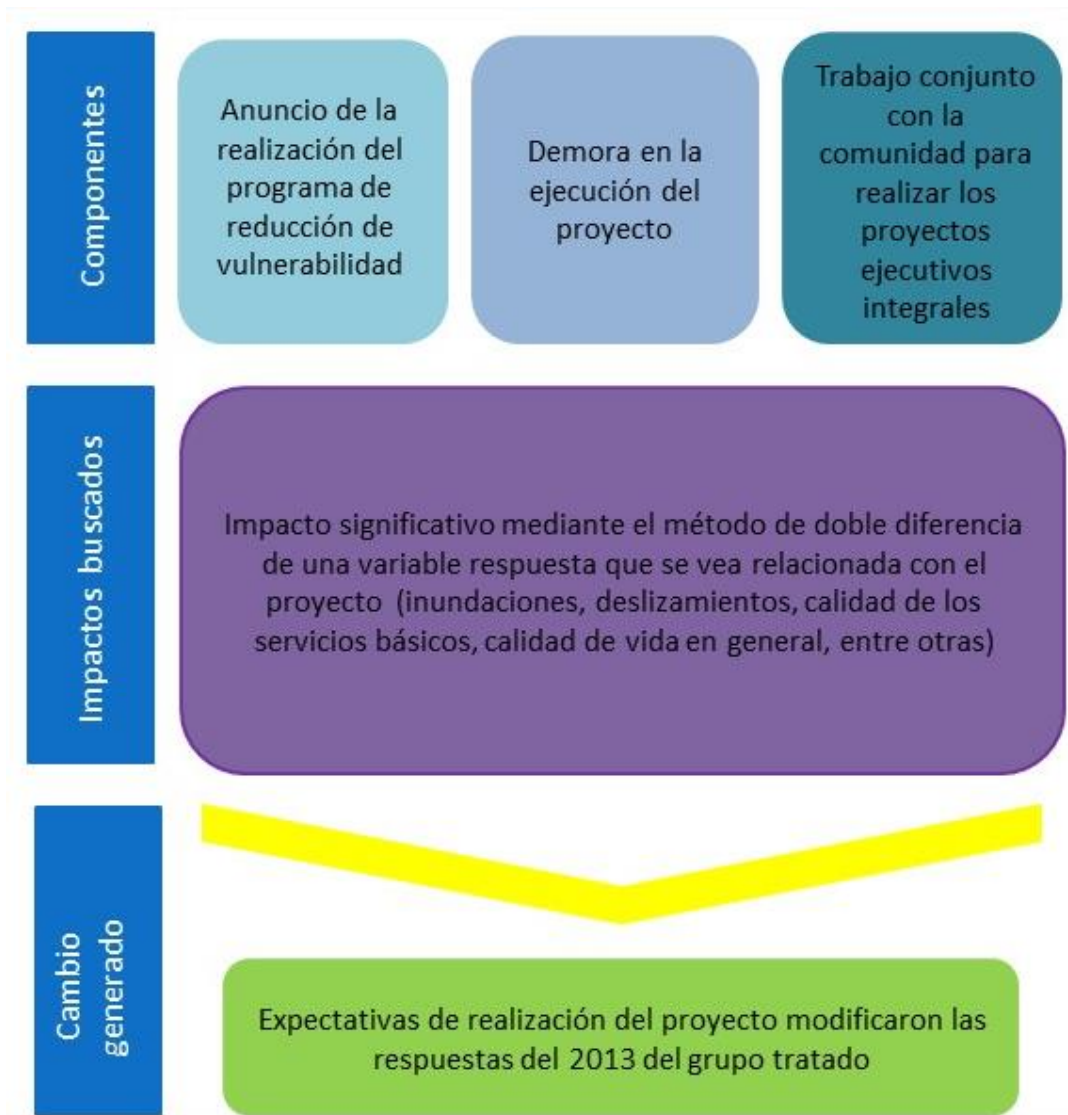 Componentes
Anuncio de la
realización del
programa de
reducción de
vulnerabilidad
Demora en la
ejecución del
proyecto
Trabajo conjunto
con la
comunidad para
realizar los
proyectos
ejecutivos
integrales
Impactos buscados
Impacto significativo mediante el método de doble diferencia
de una variable respuesta que se vea relacionada con el
proyecto (inundaciones, deslizamientos, calidad de los
servicios básicos, calidad de vida en general, entre otras)
Cambio
generado
Expectativas de realización del proyecto modificaron las
respuestas del 2013 del grupo tratado